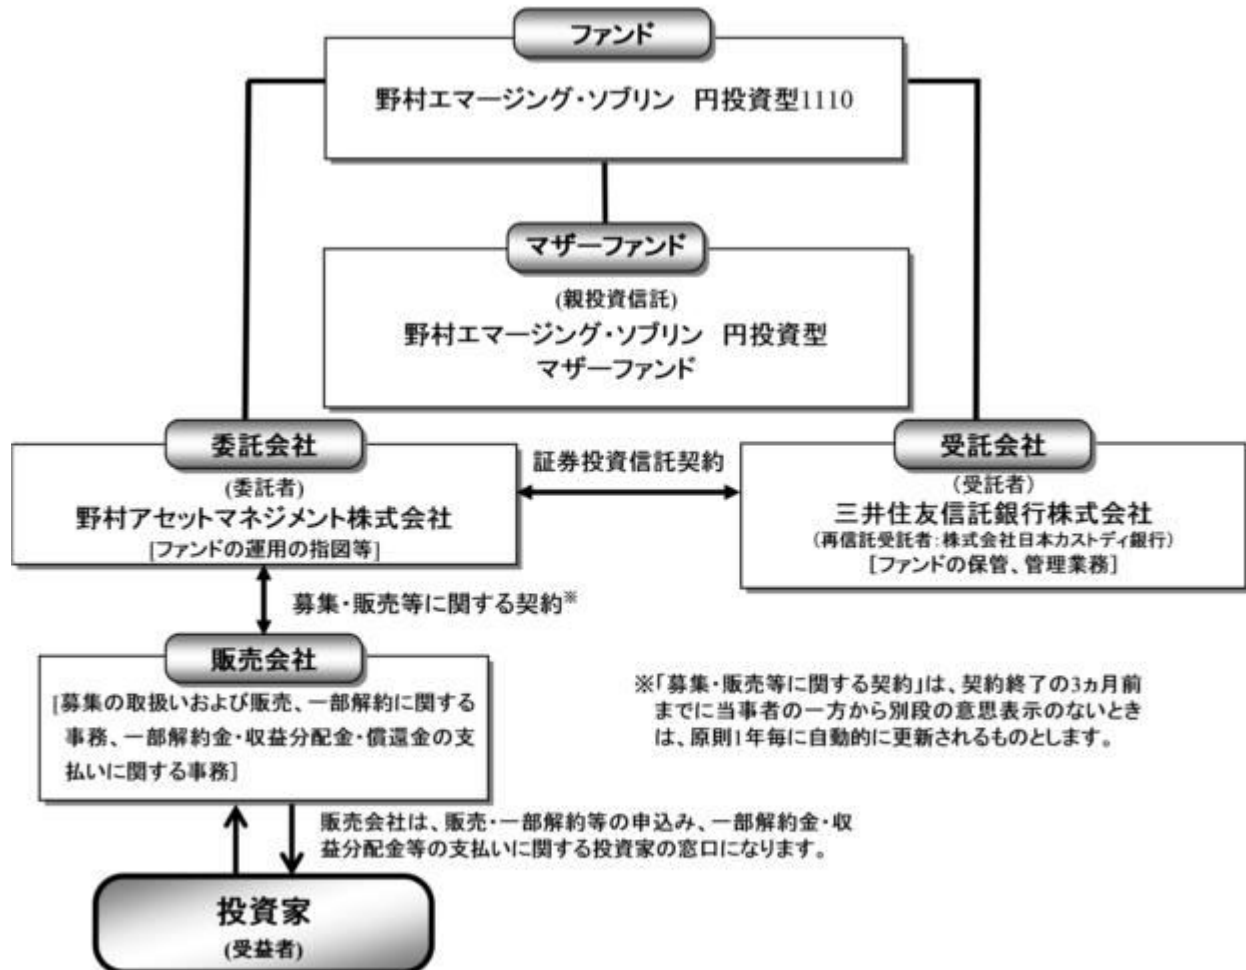 ファンド
野村エマージング・ソブリン　円投資型1110
マザーファンド
(親投資信託)
野村エマージング・ソブリン　円投資型
マザーファンド
委託会社
(委託者)
野村アセットマネジメント株式会社
[ファンドの運用の指図等]
証券投資信託契約
受託会社
(受託者)
三井住友信託銀行株式会社
(再信託受託者:株式会社日本カストディ銀行)
[ファンドの保管、管理業務]
募集・販売等に関する契約※
販売会社
[募集の取扱いおよび販売、一部解約に関する
事務、一部解約金・収益分配金・償還金の支
払いに関する事務]
※「募集・販売等に関する契約」は、契約終了の3ヵ月前
までに当事者の一方から別段の意思表示のないとき
は、原則1年毎に自動的に更新されるものとします。
販売会社は、販売・一部解約等の申込み、一部解約金・収
益分配金等の支払いに関する投資家の窓口になります。
投資家
(受益者)